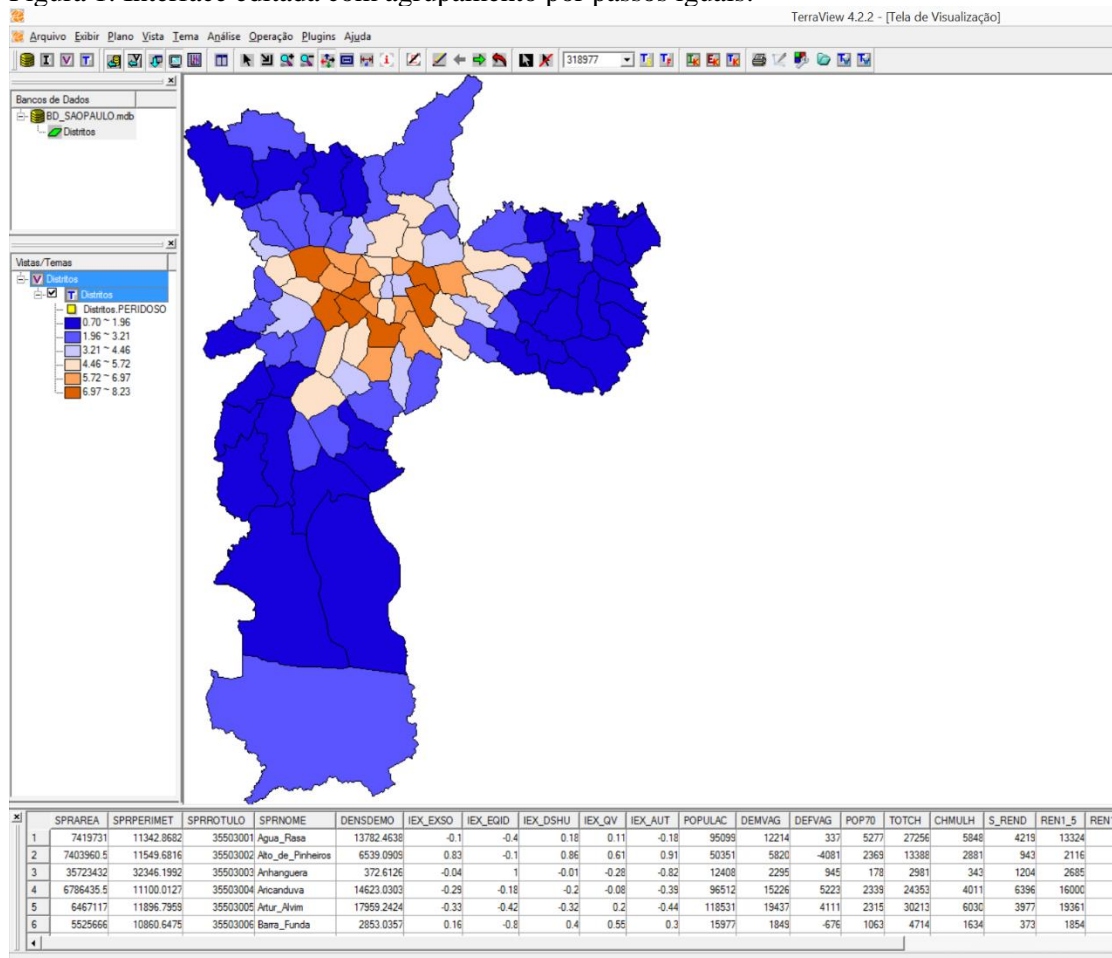 Figura 1. Interface editada com agrupamento por passos iguais.
TerraView 4.2.2 - [Tela de Visualização]
Arquivo Exibir Plano Vista Tema Análise Operação Plugins Ajuda
318977
Bancos de Dados
BD_SAOPAULO.mdb
Distritos
Vistas/Temas
Distritos
Distritos
Distritos.PERIDOSO
0.70 ~ 1.96
1.96 ~ 3.21
3.21 ~ 4.46
4.46 ~ 5.72
5.72 ~ 6.97
6.97 ~ 8.23
SPRAREA SPRPERIMET SPRROTULO SPRNOME DENSDEMO IEX_EXSO IEX_EQID IEX_DSHU IEX_QV IEX_AUT POPULAC DEMVAG DEFVAG POP70 TOTCH CHMULH S_REND REN1_5 REN
1 7419731 11342.8682 35503001 Agua_Rasa 13782.4638 -0.1 -0.4 0.18 0.11 -0.18 95099 12214 337 5277 27256 5848 4219 13324
2 7403960.5 11549.6816 35503002 Alto_de_Pinheiros 6539.0909 0.83 -0.1 0.86 0.61 0.91 50351 5820 -4081 2369 13388 2881 943 2116
3 35723432 32346.1992 35503003 Anhanguera 372.6126 -0.04 1 -0.01 -0.28 -0.82 12408 2295 945 178 2981 343 1204 2685
4 6786435.5 11100.0127 35503004 Aricanduva 14623.0303 -0.29 -0.18 -0.2 -0.08 -0.39 96512 15226 5223 2339 24353 4011 6396 16000
5 6467117 11896.7959 35503005 Artur_Alvim 17959.2424 -0.33 -0.42 -0.32 0.2 -0.44 118531 19437 4111 2315 30213 6030 3977 19361
6 5525666 10860.6475 35503006 Barra_Funda 2853.0357 0.16 -0.8 0.4 0.55 0.3 15977 1849 -676 1063 4714 1634 373 1854